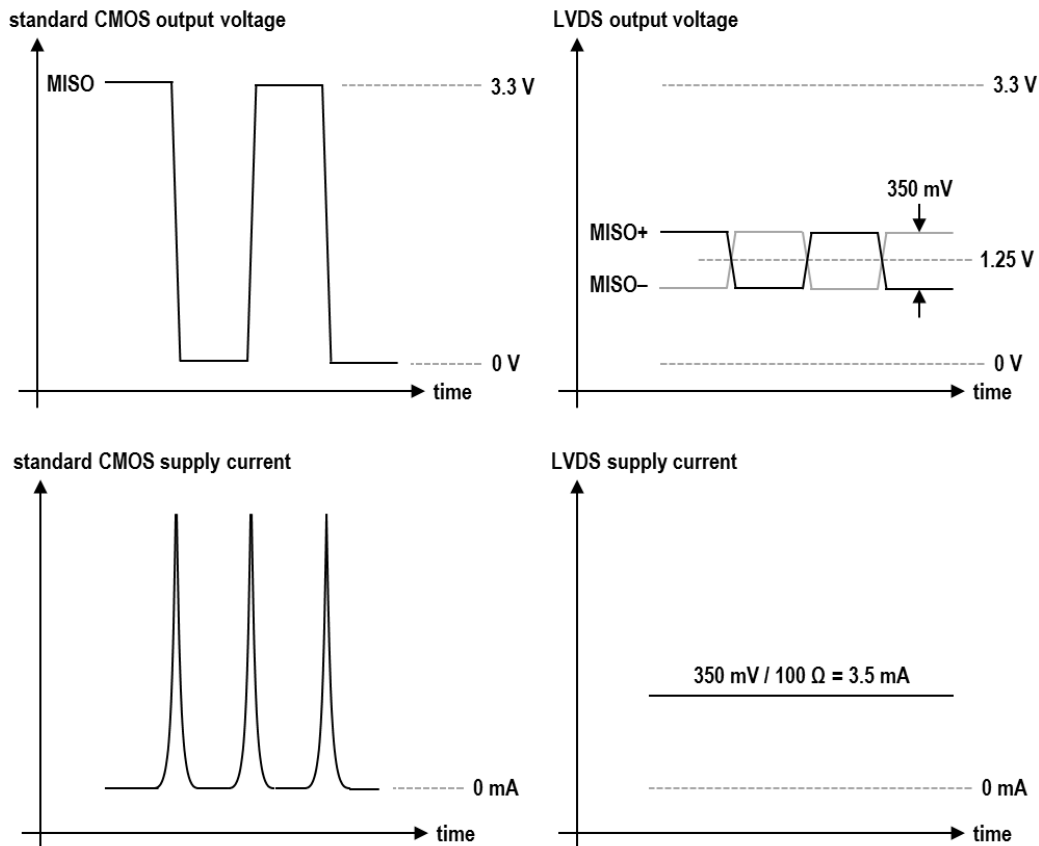 standard CMOS output voltage
MISO
3.3 V
0 V
time
LVDS output voltage
3.3 V
350 mV
MISO+
1.25 V
MISO–
0 V
time
standard CMOS supply current
0 mA
time
LVDS supply current
350 mV / 100 Ω = 3.5 mA
0 mA
time